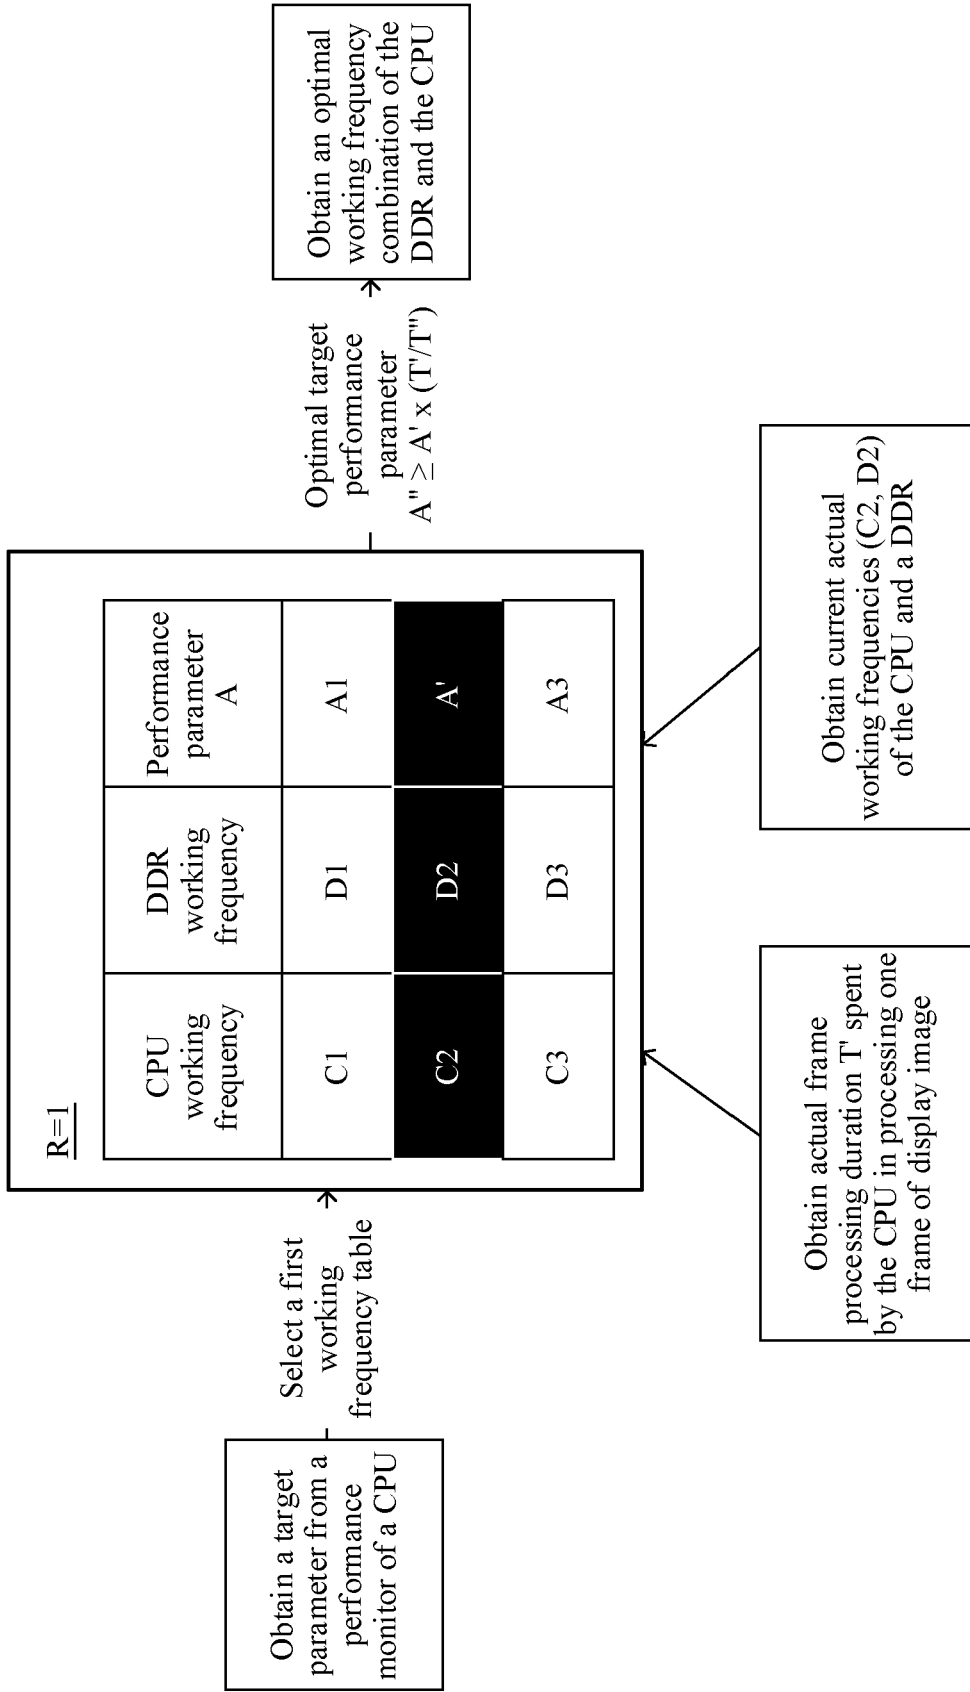 Obtain a target
parameter from a
performance
monitor of a CPU
Select a first
working
frequency table
R=1
CPU
working
frequency
DDR
working
frequency
Performance
parameter
A
C1
D1
A1
C2
D2
A'
C3
D3
A3
Optimal target
performance
parameter
A" ≥ A' x (T'/T")
Obtain an optimal
working frequency
combination of the
DDR and the CPU
Obtain actual frame
processing duration T' spent
by the CPU in processing one
frame of display image
Obtain current actual
working frequencies (C2, D2)
of the CPU and a DDR